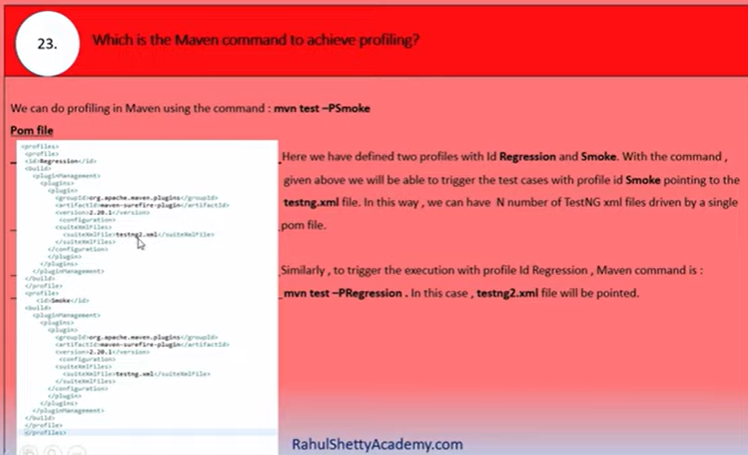 23.
Which is the Maven command to achieve profiling?
We can do profiling in Maven using the command : mvn test –PSmoke
Pom file
<profiles>
<profile>
<id>Regression</id>
<build>
<pluginManagement>
<plugins>
<plugin>
<groupId>org.apache.maven.plugins</groupId>
<artifactId>maven-surefire-plugin</artifactId>
<version>2.20.1</version>
<configuration>
<suiteXmlFiles>
<suiteXmlFile>testng2.xml</suiteXmlFile>
</suiteXmlFiles>
</configuration>
</plugin>
</plugins>
</pluginManagement>
</build>
</profile>
<profile>
<id>Smoke</id>
<build>
<pluginManagement>
<plugins>
<plugin>
<groupId>org.apache.maven.plugins</groupId>
<artifactId>maven-surefire-plugin</artifactId>
<version>2.20.1</version>
<configuration>
<suiteXmlFiles>
<suiteXmlFile>testng.xml</suiteXmlFile>
</suiteXmlFiles>
</configuration>
</plugin>
</plugins>
</pluginManagement>
</build>
</profile>
</profiles>
Here we have defined two profiles with Id Regression and Smoke. With the command ,
given above we will be able to trigger the test cases with profile id Smoke pointing to the
testng.xml file. In this way , we can have N number of TestNG xml files driven by a single
pom file.
Similarly , to trigger the execution with profile Id Regression , Maven command is :
mvn test –PRegression . In this case , testng2.xml file will be pointed.
RahulShettyAcademy.com